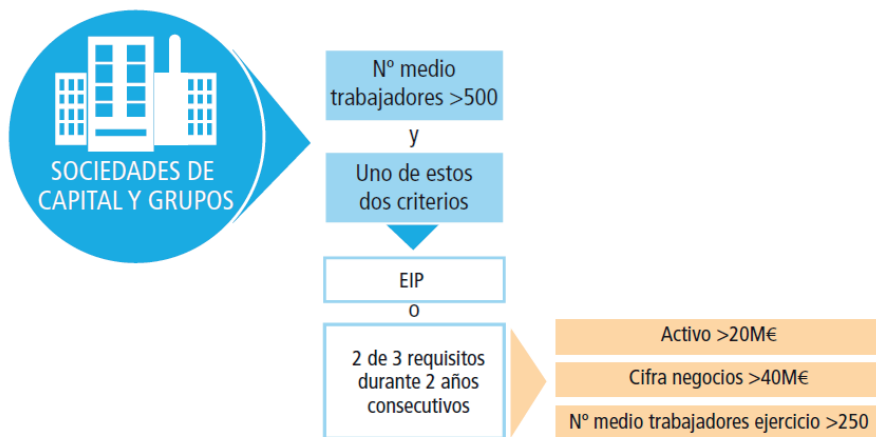 SOCIEDADES DE
CAPITAL Y GRUPOS
Nº medio
trabajadores >500
y
Uno de estos
dos criterios
EIP
o
2 de 3 requisitos
durante 2 años
consecutivos
Activo >20M€
Cifra negocios >40M€
Nº medio trabajadores ejercicio >250